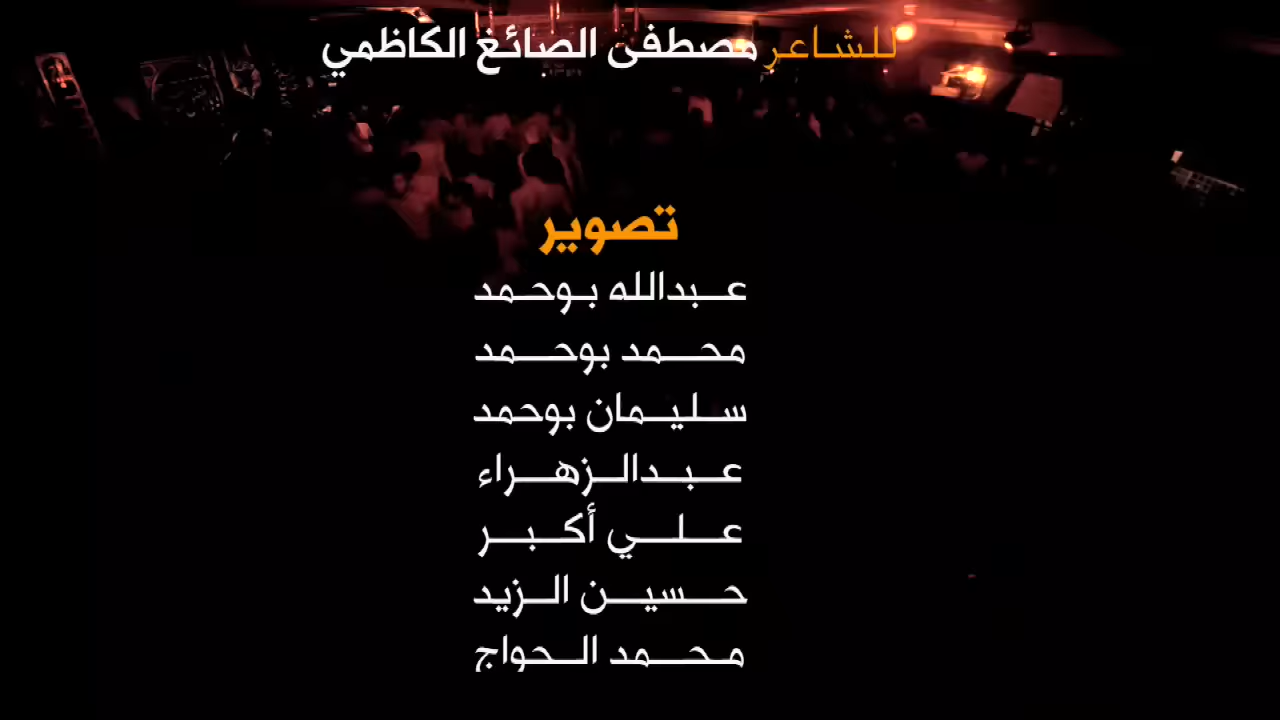 للشاعر مصطفى الصائغ الكاظمي
تصوير
عبدالله بوحمد
محمد بوحمد
سليمان بوحمد
عبدالزهراء
علي أكبر
حسين الزيد
محمد الحواج